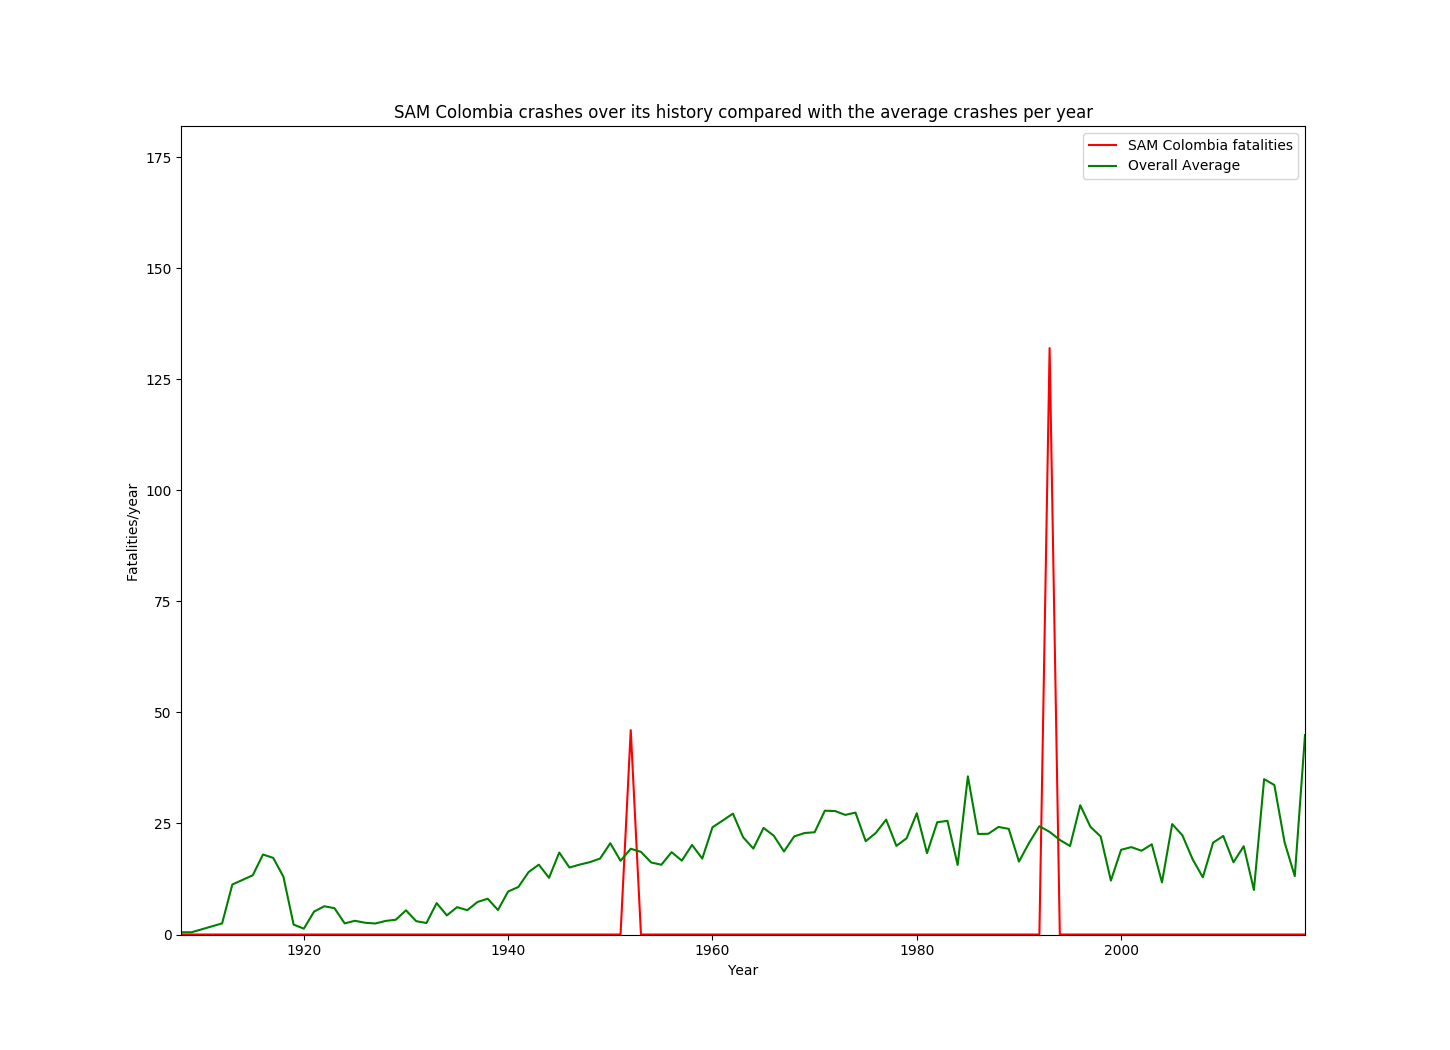 SAM Colombia crashes over its history compared with the average crashes per year
SAM Colombia fatalities
Overall Average
175
150
125
100
75
50
25
0
Fatalities/year
1920
1940
1960
1980
2000
Year